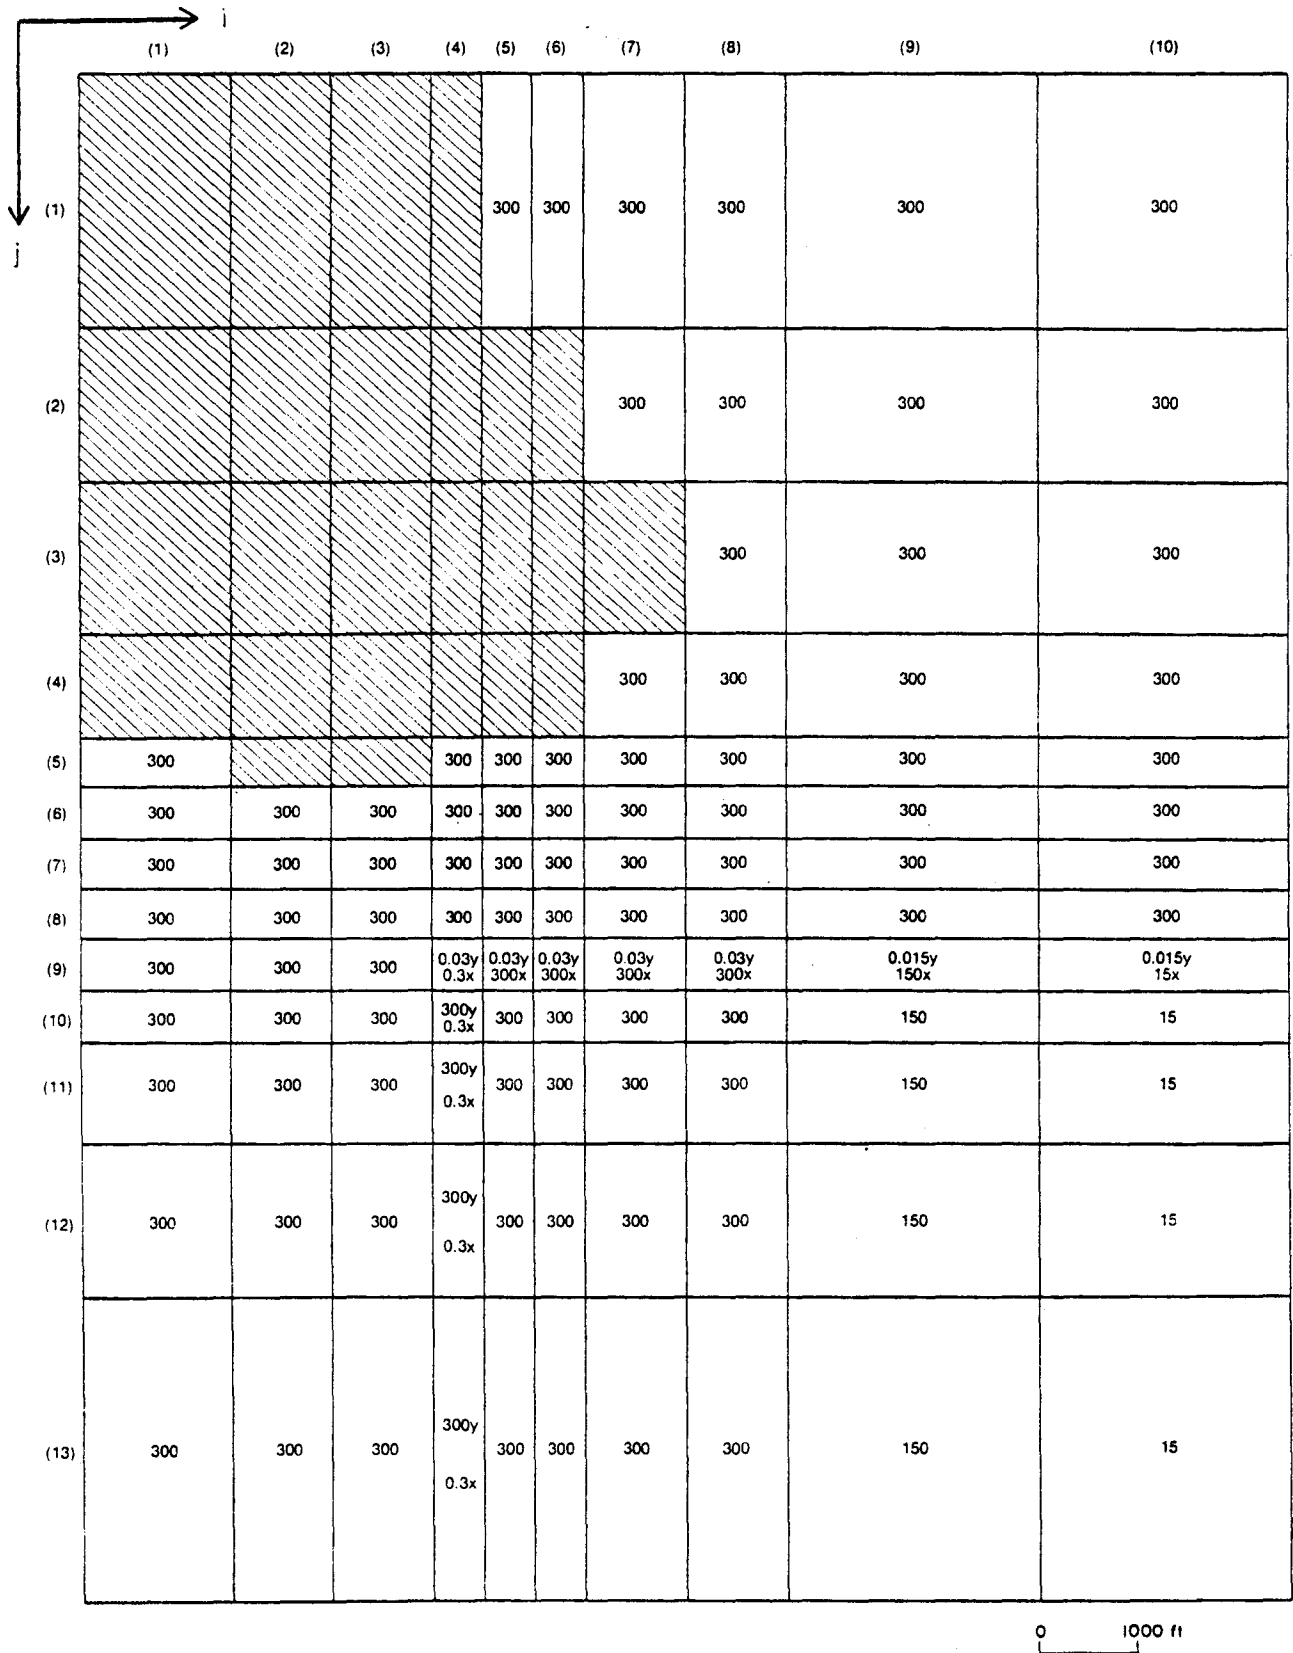 i
(1) (2) (3) (4) (5) (6) (7) (8) (9) (10)
j
(1) 300 300 300 300 300 300
(2) 300 300 300 300
(3) 300 300 300
(4) 300 300 300 300
(5) 300 300 300 300 300 300 300 300
(6) 300 300 300 300 300 300 300 300 300 300
(7) 300 300 300 300 300 300 300 300 300 300
(8) 300 300 300 300 300 300 300 300 300 300
0.03y 0.03y 0.03y 0.03y 0.03y 0.015y 0.015y
(9) 300 300 300
0.3x 300x 300x 300x 300x 150x 15x
300y
(10) 300 300 300 300 300 300 300 150 15
0.3x
300y
(11) 300 300 300 300 300 300 300 150 15
0.3x
300y
(12) 300 300 300 300 300 300 300 150 15
0.3x
300y
(13) 300 300 300 300 300 300 300 150 15
0.3x
0 1000 ft